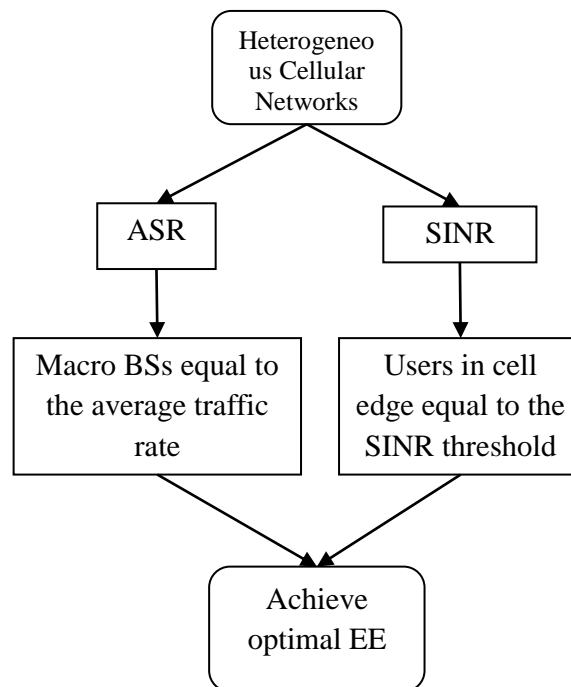 Heterogeneo
us Cellular
Networks
ASR
SINR
Macro BSs equal to
the average traffic
rate
Users in cell
edge equal to the
SINR threshold
Achieve
optimal EE